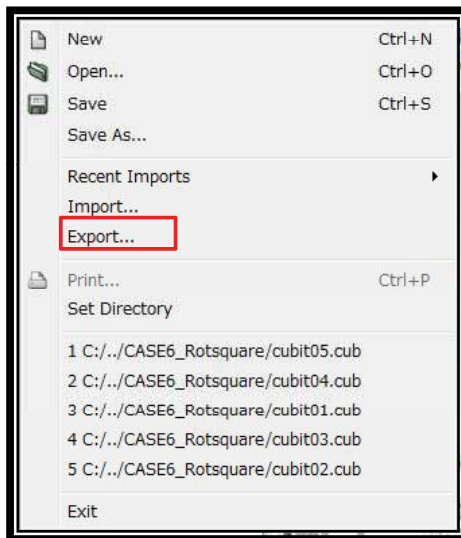 New Ctrl+N
Open... Ctrl+O
Save Ctrl+S
Save As...
Recent Imports
Import...
Export...
Print... Ctrl+P
Set Directory
1 C:/../CASE6_Rotsquare/cubit05.cub
2 C:/../CASE6_Rotsquare/cubit04.cub
3 C:/../CASE6_Rotsquare/cubit01.cub
4 C:/../CASE6_Rotsquare/cubit03.cub
5 C:/../CASE6_Rotsquare/cubit02.cub
Exit